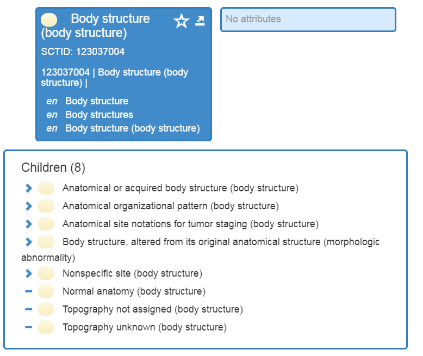 Body structure
(body structure)
SCTID: 123037004
123037004 | Body structure (body
structure) |
en Body structure
en Body structures
en Body structure (body structure)
No attributes
Children (8)
Anatomical or acquired body structure (body structure)
Anatomical organizational pattern (body structure)
Anatomical site notations for tumor staging (body structure)
Body structure, altered from its original anatomical structure (morphologic
abnormality)
Nonspecific site (body structure)
Normal anatomy (body structure)
Topography not assigned (body structure)
Topography unknown (body structure)